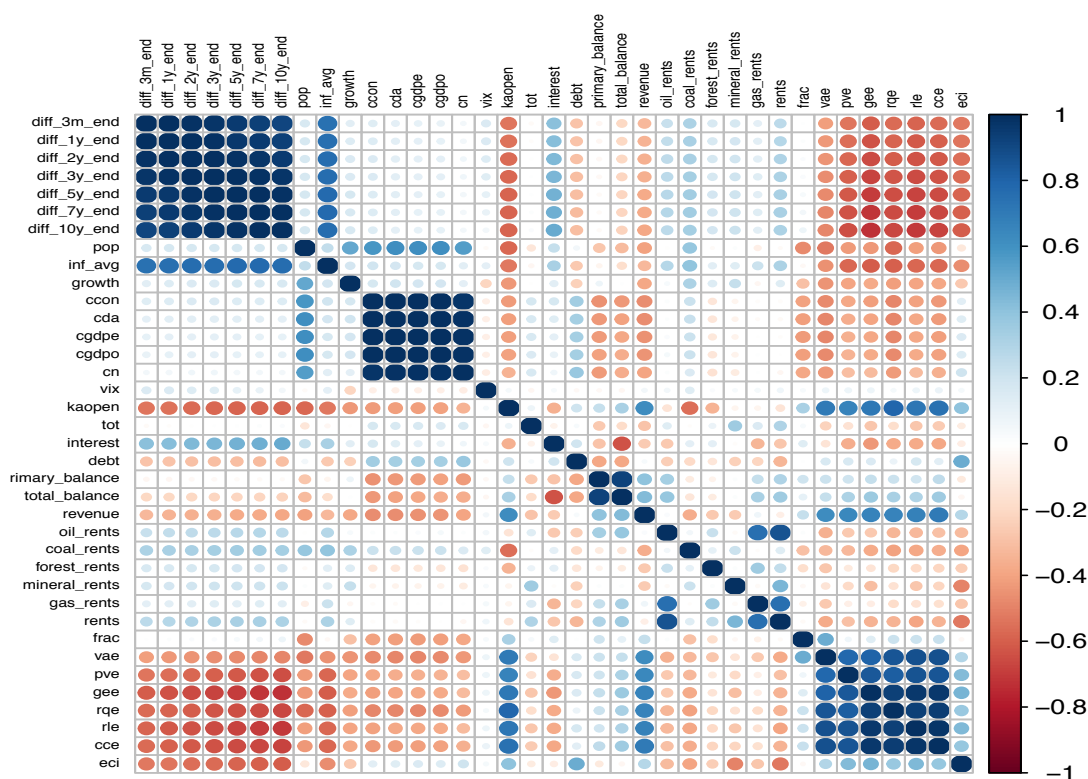 diff_3m_end
diff_1y_end
diff_2y_end
diff_3y_end
diff_5y_end
diff_7y_end
diff_10y_end
pop
inf_avg
growth
ccon
cda
cgdpe
cgdpo
cn
vix
kaopen
tot
interest
debt
primary_balance
total_balance
revenue
oil_rents
coal_rents
forest_rents
mineral_rents
gas_rents
rents
frac
vae
pve
gee
rqe
rle
cce
eci
diff_3m_end
diff_1y_end
diff_2y_end
diff_3y_end
diff_5y_end
diff_7y_end
diff_10y_end
pop
inf_avg
growth
ccon
cda
cgdpe
cgdpo
cn
vix
kaopen
tot
interest
debt
rimary_balance
total_balance
revenue
oil_rents
coal_rents
forest_rents
mineral_rents
gas_rents
rents
frac
vae
pve
gee
rqe
rle
cce
eci
1
0.8
0.6
0.4
0.2
0
−0.2
−0.4
−0.6
−0.8
−1